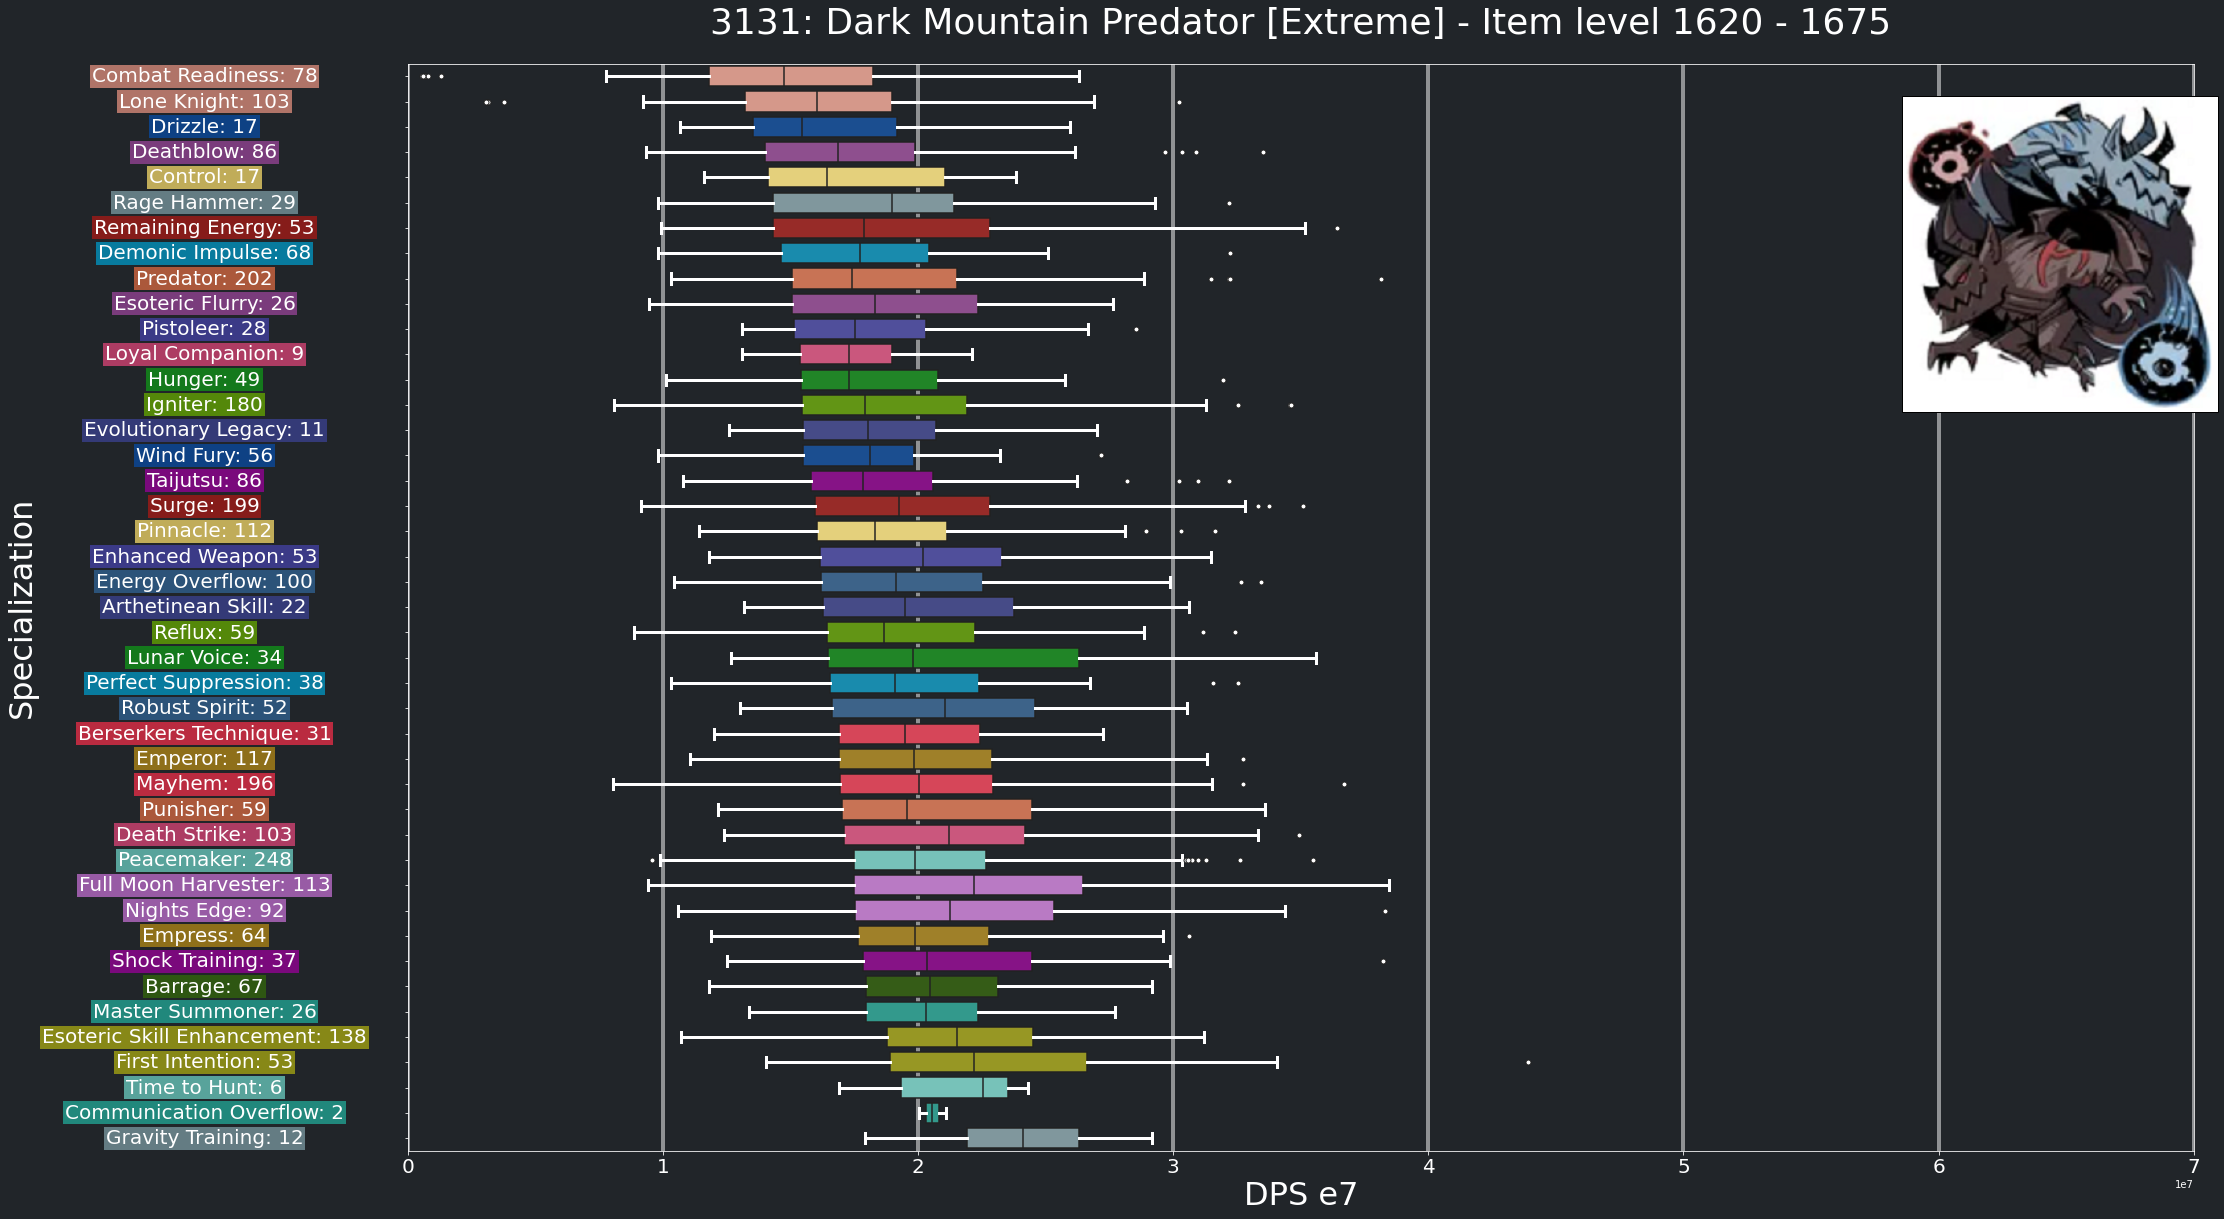 3131: Dark Mountain Predator [Extreme] - Item level 1620 - 1675
Specialization
Combat Readiness: 78
Lone Knight: 103
Drizzle: 17
Deathblow: 86
Control: 17
Rage Hammer: 29
Remaining Energy: 53
Demonic Impulse: 68
Predator: 202
Esoteric Flurry: 26
Pistoleer: 28
Loyal Companion: 9
Hunger: 49
Igniter: 180
Evolutionary Legacy: 11
Wind Fury: 56
Taijutsu: 86
Surge: 199
Pinnacle: 112
Enhanced Weapon: 53
Energy Overflow: 100
Arthetinean Skill: 22
Reflux: 59
Lunar Voice: 34
Perfect Suppression: 38
Robust Spirit: 52
Berserkers Technique: 31
Emperor: 117
Mayhem: 196
Punisher: 59
Death Strike: 103
Peacemaker: 248
Full Moon Harvester: 113
Nights Edge: 92
Empress: 64
Shock Training: 37
Barrage: 67
Master Summoner: 26
Esoteric Skill Enhancement: 138
First Intention: 53
Time to Hunt: 6
Communication Overflow: 2
Gravity Training: 12
0 1 2 3 4 5 6 7
1e7
DPS e7